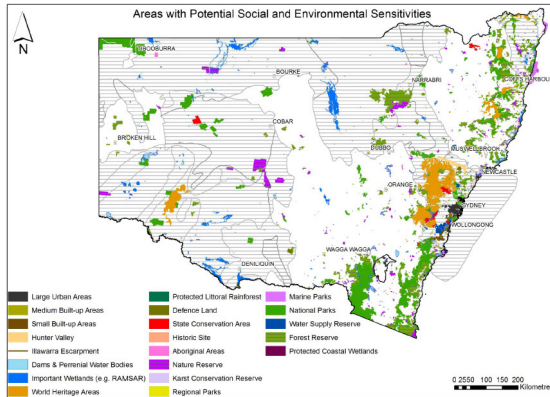 Areas with Potential Social and Environmental Sensitivities
N
TIBOOBURRA
BOURKE
NARRABRI
COFFS HARBOUR
COBAR
BROKEN HILL
DUBBO
MUSWELLBROOK
NEWCASTLE
ORANGE
SYDNEY
WOLLONGONG
WAGGA WAGGA
DENILIQUIN
Large Urban Areas
Medium Built-up Areas
Small Built-up Areas
Hunter Valley
Illawarra Escarpment
Dams & Perrenial Water Bodies
Important Wetlands (e.g. RAMSAR)
World Heritage Areas
Protected Littoral Rainforest
Defence Land
State Conservation Area
Historic Site
Aboriginal Areas
Nature Reserve
Karst Conservation Reserve
Regional Parks
Marine Parks
National Parks
Water Supply Reserve
Forest Reserve
Protected Coastal Wetlands
0 25 50 100 150 200
Kilometre